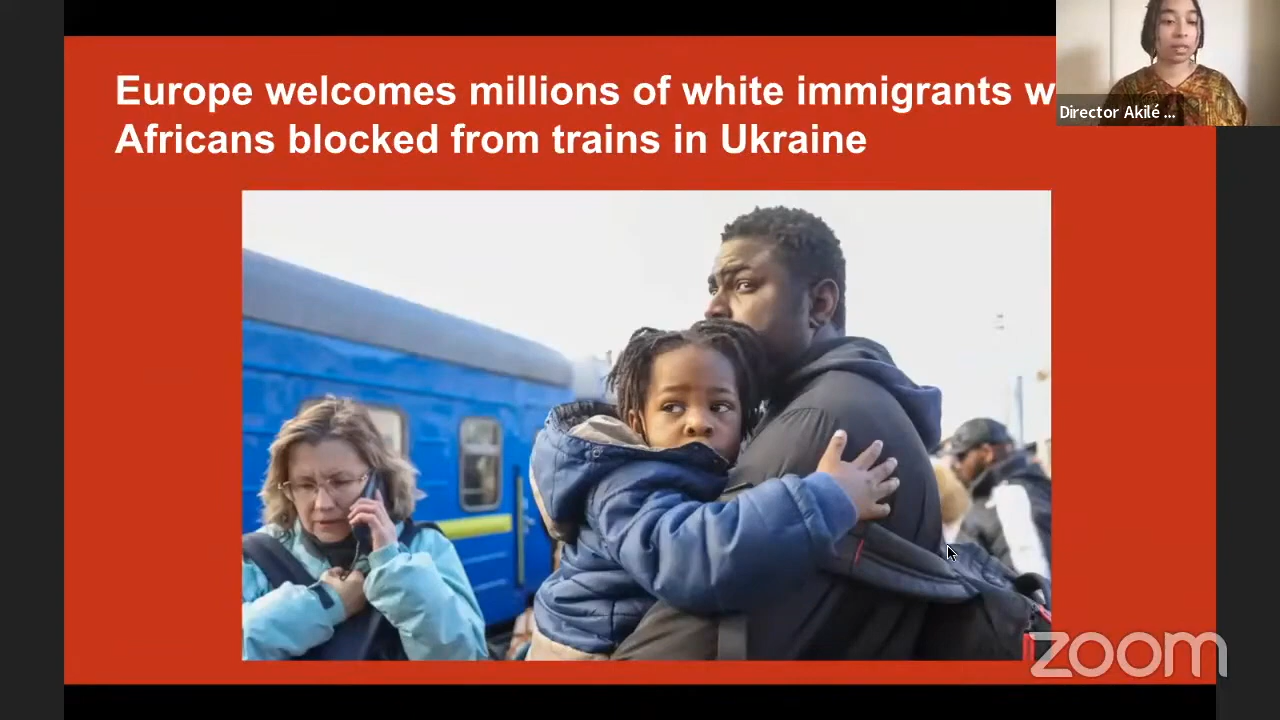 Europe welcomes millions of white immigrants w
Africans blocked from trains in Ukraine
Director Akilé ...
zoom